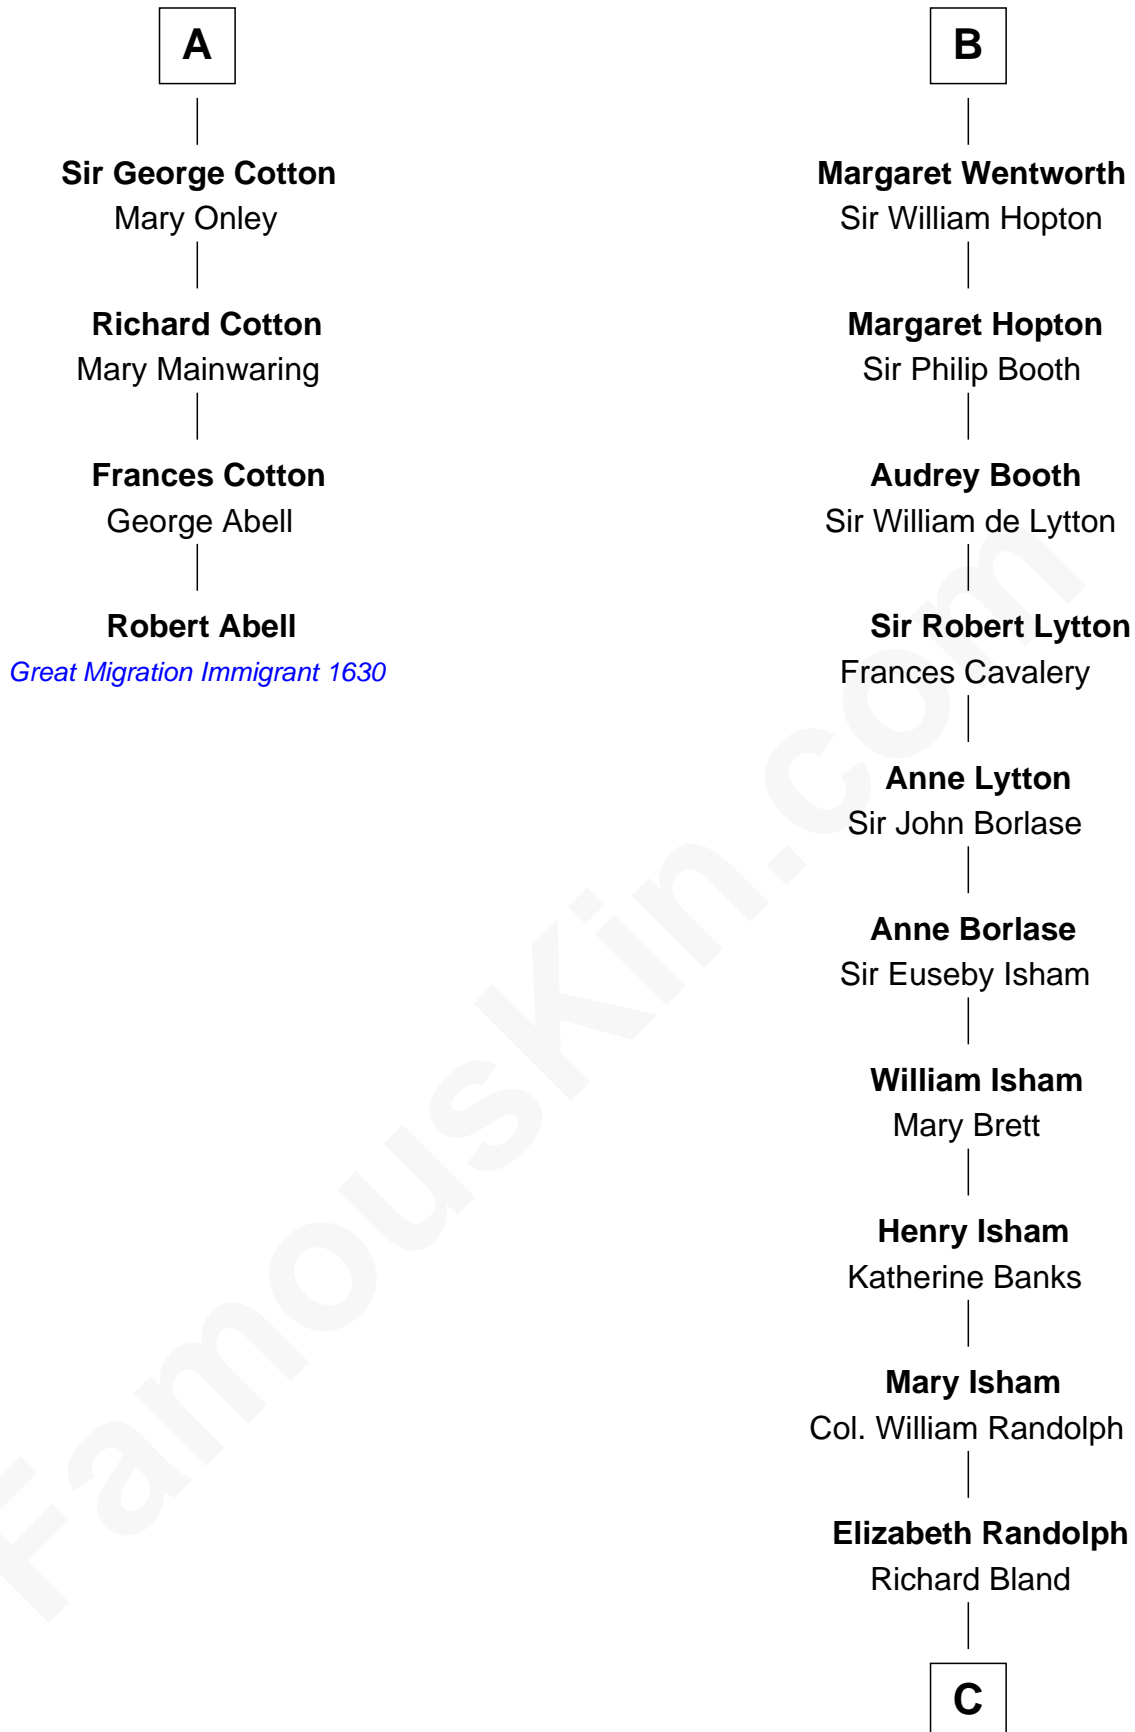 A
Sir George Cotton
Mary Onley
Richard Cotton
Mary Mainwaring
Frances Cotton
George Abell
Robert Abell
Great Migration Immigrant 1630
B
Margaret Wentworth
Sir William Hopton
Margaret Hopton
Sir Philip Booth
Audrey Booth
Sir William de Lytton
Sir Robert Lytton
Frances Cavalery
Anne Lytton
Sir John Borlase
Anne Borlase
Sir Euseby Isham
William Isham
Mary Brett
Henry Isham
Katherine Banks
Mary Isham
Col. William Randolph
Elizabeth Randolph
Richard Bland
C
FamousKin.com